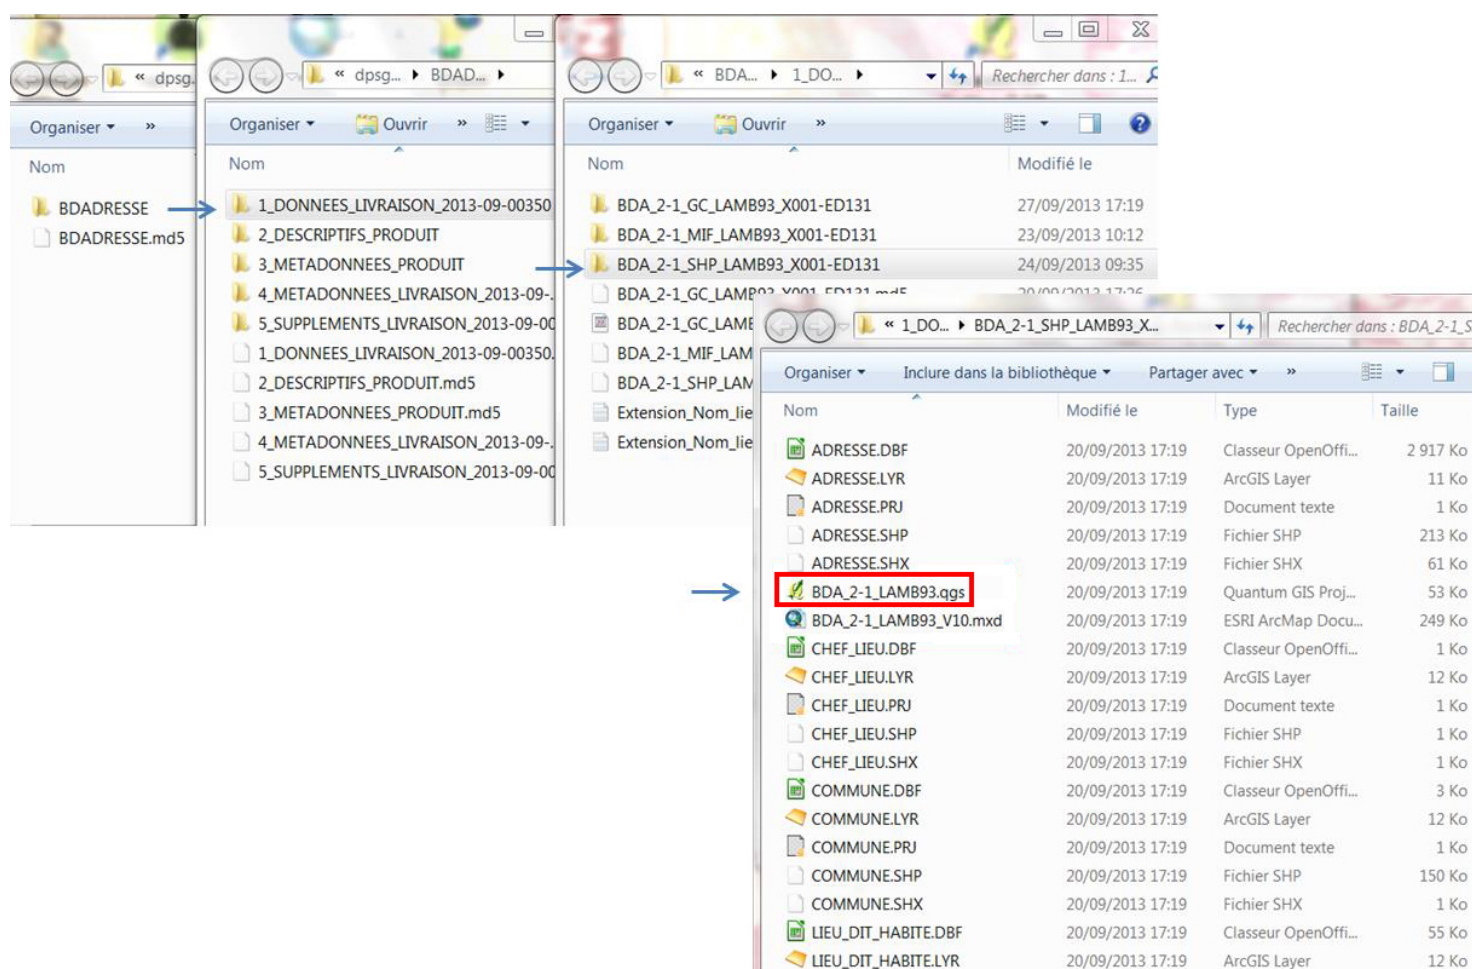 « dpsg.
Organiser »
Nom
BDADRESSE
BDADRESSE.md5
« dpsg... BDAD...
Organiser Ouvrir »
Nom
1_DONNEES_LIVRAISON_2013-09-00350
2_DESCRIPTIFS_PRODUIT
3_METADONNEES_PRODUIT
4_METADONNEES_LIVRAISON_2013-09-..
5_SUPPLEMENTS_LIVRAISON_2013-09-00
1_DONNEES_LIVRAISON_2013-09-00350.
2_DESCRIPTIFS_PRODUIT.md5
3_METADONNEES_PRODUIT.md5
4_METADONNEES_LIVRAISON_2013-09-..
5_SUPPLEMENTS_LIVRAISON_2013-09-00
« BDA... 1_DO... Rechercher dans : 1...
Organiser Ouvrir »
Nom Modifié le
BDA_2-1_GC_LAMB93_X001-ED131 27/09/2013 17:19
BDA_2-1_MIF_LAMB93_X001-ED131 23/09/2013 10:12
BDA_2-1_SHP_LAMB93_X001-ED131 24/09/2013 09:35
BDA_2-1_GC_LAMB93_X001-ED131.md5 20/09/2013 17:26
BDA_2-1_GC_LAME
BDA_2-1_MIF_LAM
BDA_2-1_SHP_LAM
Extension_Nom_lie
Extension_Nom_lie
« 1_DO... BDA_2-1_SHP_LAMB93_X... Rechercher dans : BDA_2-1_S
Organiser Inclure dans la bibliothèque Partager avec »
Nom Modifié le Type Taille
ADRESSE.DBF 20/09/2013 17:19 Classeur OpenOffi... 2 917 Ko
ADRESSE.LYR 20/09/2013 17:19 ArcGIS Layer 11 Ko
ADRESSE.PRJ 20/09/2013 17:19 Document texte 1 Ko
ADRESSE.SHP 20/09/2013 17:19 Fichier SHP 213 Ko
ADRESSE.SHX 20/09/2013 17:19 Fichier SHX 61 Ko
BDA_2-1_LAMB93.qgs 20/09/2013 17:19 Quantum GIS Proj... 53 Ko
BDA_2-1_LAMB93_V10.mxd 20/09/2013 17:19 ESRI ArcMap Docu... 249 Ko
CHEF_LIEU.DBF 20/09/2013 17:19 Classeur OpenOffi... 1 Ko
CHEF_LIEU.LYR 20/09/2013 17:19 ArcGIS Layer 12 Ko
CHEF_LIEU.PRJ 20/09/2013 17:19 Document texte 1 Ko
CHEF_LIEU.SHP 20/09/2013 17:19 Fichier SHP 1 Ko
CHEF_LIEU.SHX 20/09/2013 17:19 Fichier SHX 1 Ko
COMMUNE.DBF 20/09/2013 17:19 Classeur OpenOffi... 3 Ko
COMMUNE.LYR 20/09/2013 17:19 ArcGIS Layer 12 Ko
COMMUNE.PRJ 20/09/2013 17:19 Document texte 1 Ko
COMMUNE.SHP 20/09/2013 17:19 Fichier SHP 150 Ko
COMMUNE.SHX 20/09/2013 17:19 Fichier SHX 1 Ko
LIEU_DIT_HABITE.DBF 20/09/2013 17:19 Classeur OpenOffi... 55 Ko
LIEU_DIT_HABITE.LYR 20/09/2013 17:19 ArcGIS Layer 12 Ko